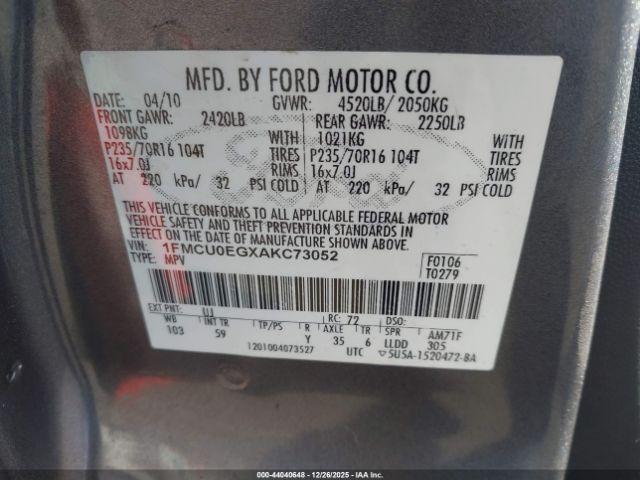 MFD. BY FORD MOTOR CO.
DATE: 04/10 GVWR: 4520LB/ 2050KG
FRONT GAWR: 2420LB REAR GAWR: 2250LB
1098KG WITH 1021KG WITH
P235/70R16 104T TIRES P235/70R16 104T TIRES
16x7.0J RIMS 16x7.0J RIMS
AT 220 kPa/ 32 PSI COLD AT 220 kPa/ 32 PSI COLD
THIS VEHICLE CONFORMS TO ALL APPLICABLE FEDERAL MOTOR
VEHICLE SAFETY AND THEFT PREVENTION STANDARDS IN
EFFECT ON THE DATE OF MANUFACTURE SHOWN ABOVE.
VIN: 1FMCU0EGXAKC73052 F0106
TYPE: MPV T0279
EXT PNT: UJ RC: 72 DSO:
WB INT TR TP/PS R AXLE TR SPR AM71F
103 59 Y 35 6 LLDD 305
1201004073527 UTC 5U5A-1520472-BA
000-44040648 - 12/26/2025 - IAA, Inc.